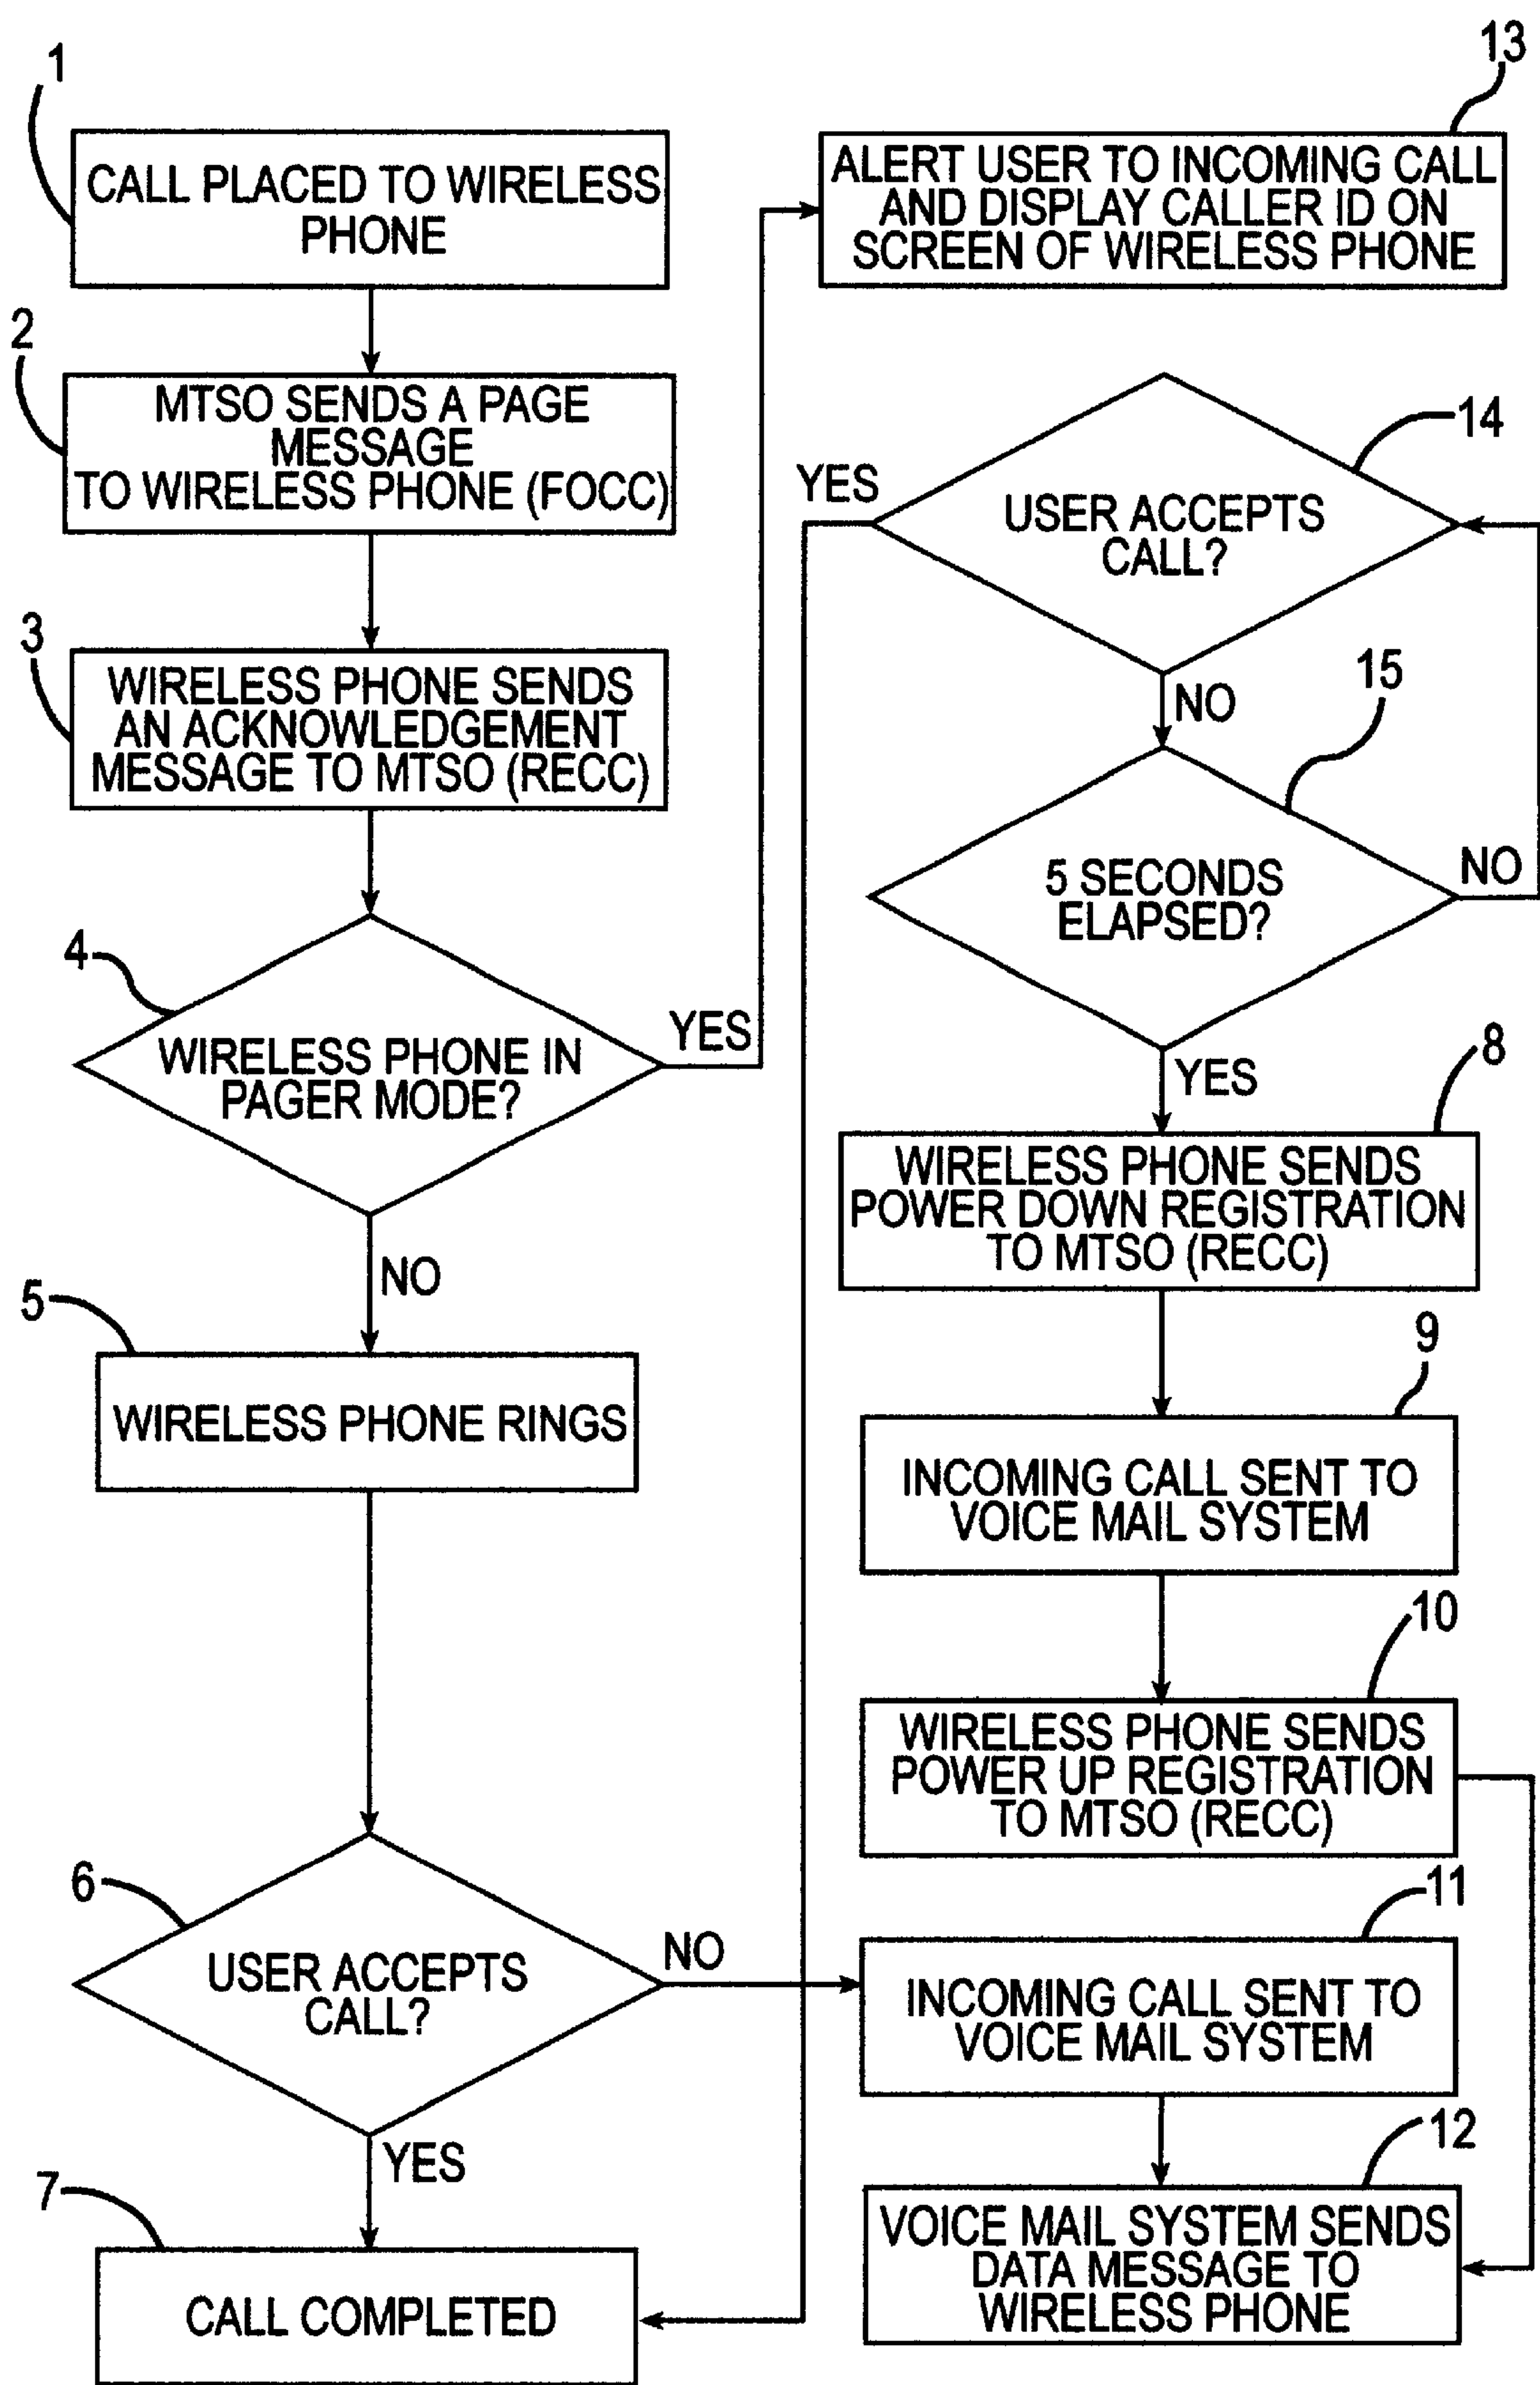 1
CALL PLACED TO WIRELESS
PHONE
2
MTSO SENDS A PAGE
MESSAGE
TO WIRELESS PHONE (FOCC)
3
WIRELESS PHONE SENDS
AN ACKNOWLEDGEMENT
MESSAGE TO MTSO (RECC)
4
WIRELESS PHONE IN
PAGER MODE?
YES
NO
5
WIRELESS PHONE RINGS
6
USER ACCEPTS
CALL?
NO
YES
7
CALL COMPLETED
13
ALERT USER TO INCOMING CALL
AND DISPLAY CALLER ID ON
SCREEN OF WIRELESS PHONE
14
YES
USER ACCEPTS
CALL?
NO
15
5 SECONDS
ELAPSED?
NO
YES
8
WIRELESS PHONE SENDS
POWER DOWN REGISTRATION
TO MTSO (RECC)
9
INCOMING CALL SENT TO
VOICE MAIL SYSTEM
10
WIRELESS PHONE SENDS
POWER UP REGISTRATION
TO MTSO (RECC)
11
INCOMING CALL SENT TO
VOICE MAIL SYSTEM
12
VOICE MAIL SYSTEM SENDS
DATA MESSAGE TO
WIRELESS PHONE